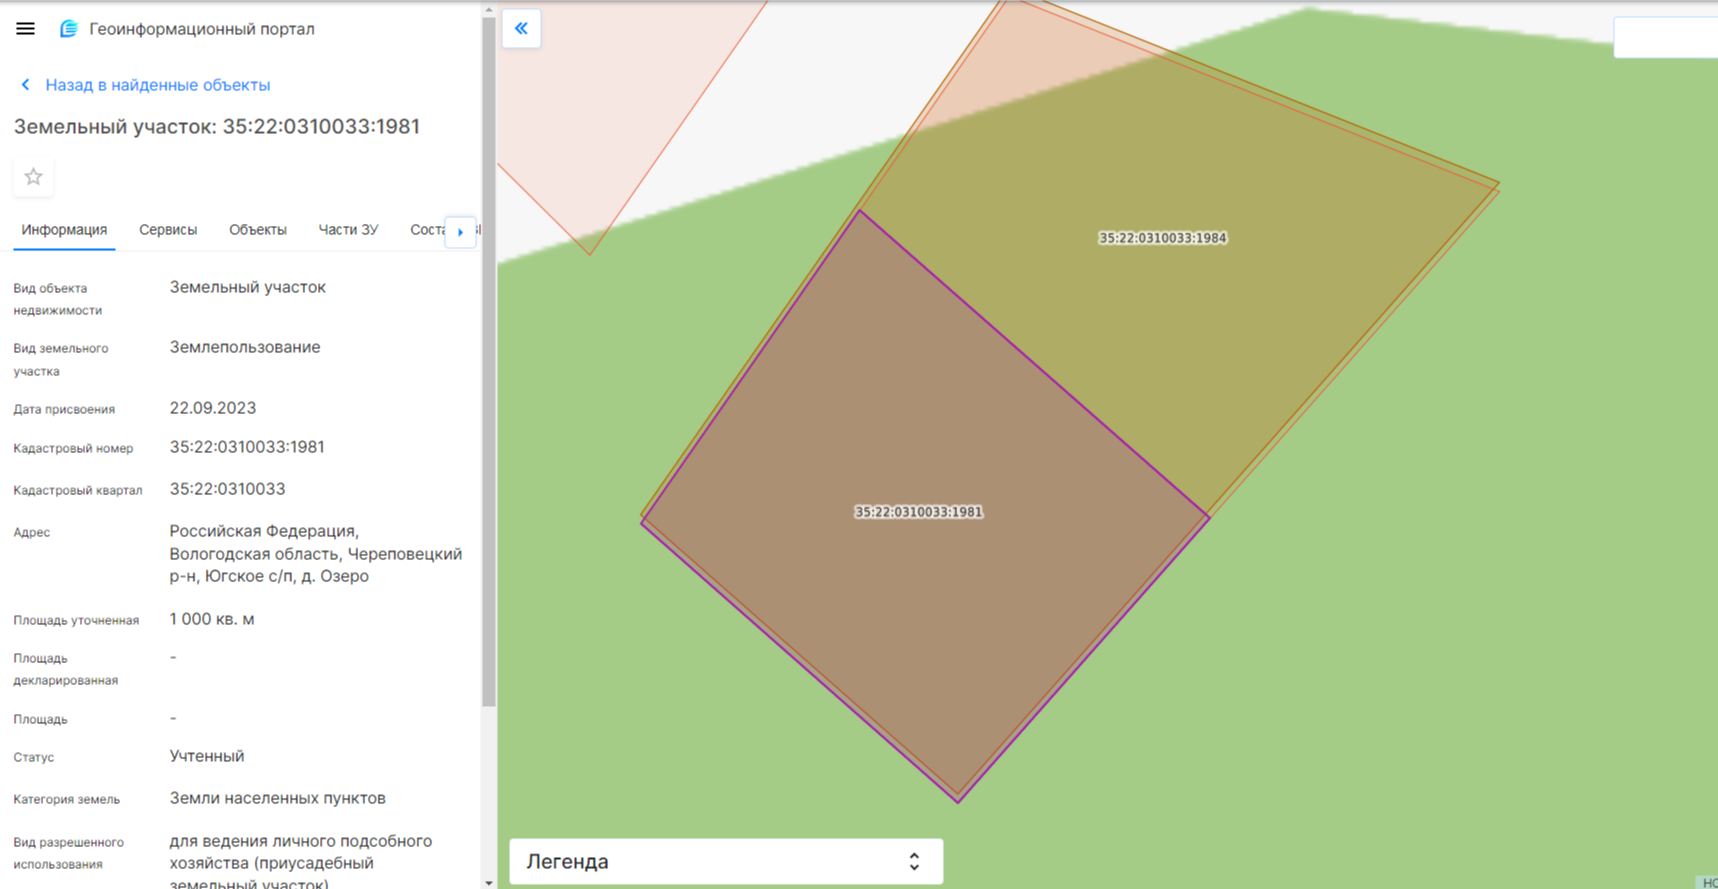 Геоинформационный портал
Назад в найденные объекты
Земельный участок: 35:22:0310033:1981
Информация Сервисы Объекты Части ЗУ
Вид объекта недвижимости
Земельный участок
Вид земельного участка
Землепользование
Дата присвоения
22.09.2023
Кадастровый номер
35:22:0310033:1981
Кадастровый квартал
35:22:0310033
Адрес
Российская Федерация,
Вологодская область, Череповецкий
р-н, Югское с/п, д. Озеро
Площадь уточненная
1 000 кв. м
Площадь декларированная
-
Площадь
-
Статус
Учтенный
Категория земель
Земли населенных пунктов
Вид разрешенного использования
для ведения личного подсобного
хозяйства (приусадебный
земельный участок)
35:22:0310033:1984
35:22:0310033:1981
Легенда